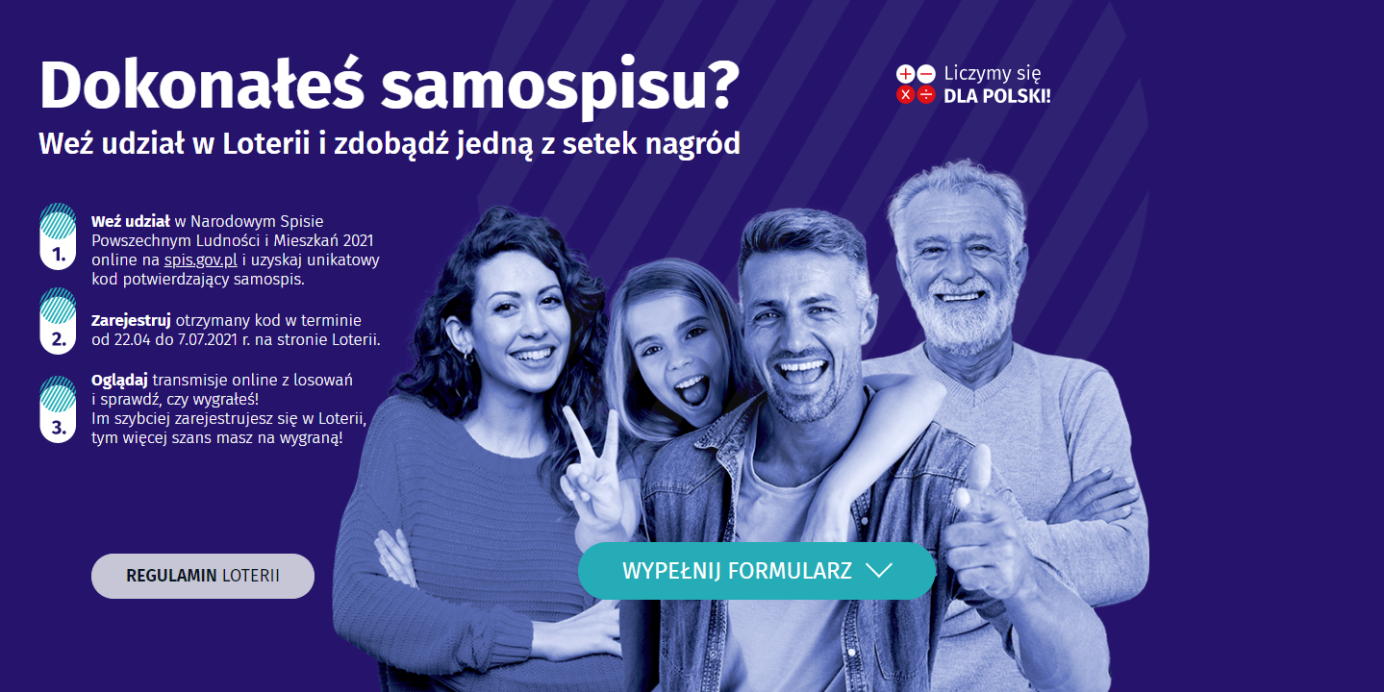 Dokonałeś samospisu?
Weź udział w Loterii i zdobądź jedną z setek nagród
Liczymy się
DLA POLSKI!
1.
Weź udział w Narodowym Spisie
Powszechnym Ludności i Mieszkań 2021
online na spis.gov.pl i uzyskaj unikatowy
kod potwierdzający samospis.
2.
Zarejestruj otrzymany kod w terminie
od 22.04 do 7.07.2021 r. na stronie Loterii.
3.
Oglądaj transmisje online z losowań
i sprawdź, czy wygrałeś!
Im szybciej zarejestrujesz się w Loterii,
tym więcej szans masz na wygraną!
REGULAMIN LOTERII
WYPEŁNIJ FORMULARZ